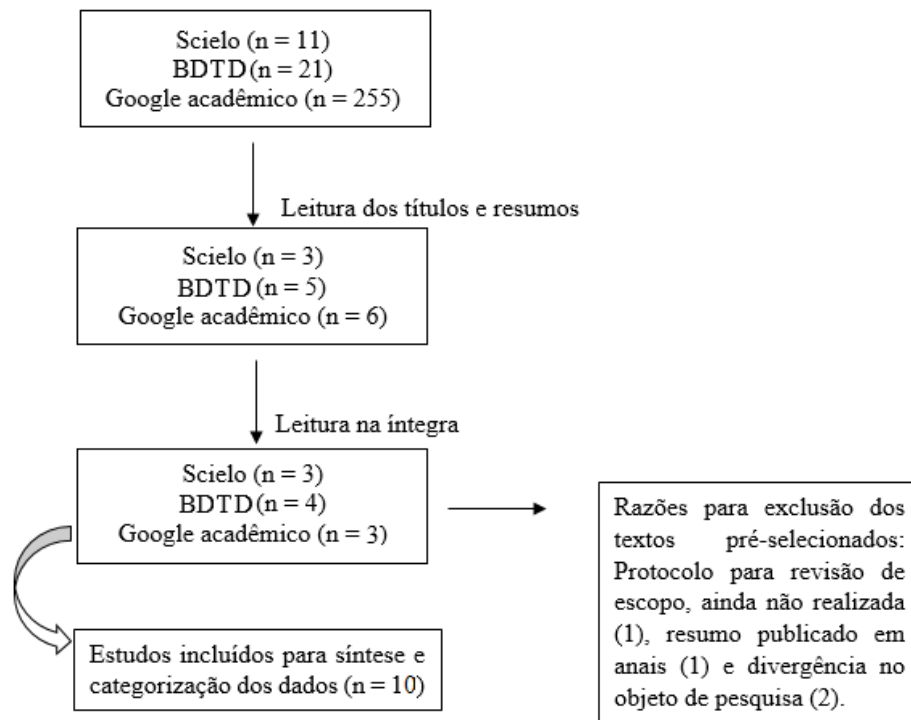 Scielo (n = 11)
BDTD (n = 21)
Google acadêmico (n = 255)
Leitura dos títulos e resumos
Scielo (n = 3)
BDTD (n = 5)
Google acadêmico (n = 6)
Leitura na íntegra
Scielo (n = 3)
BDTD (n = 4)
Google acadêmico (n = 3)
Razões para exclusão dos
textos pré-selecionados:
Protocolo para revisão de
escopo, ainda não realizada
(1), resumo publicado em
anais (1) e divergência no
objeto de pesquisa (2).
Estudos incluídos para síntese e
categorização dos dados (n = 10)